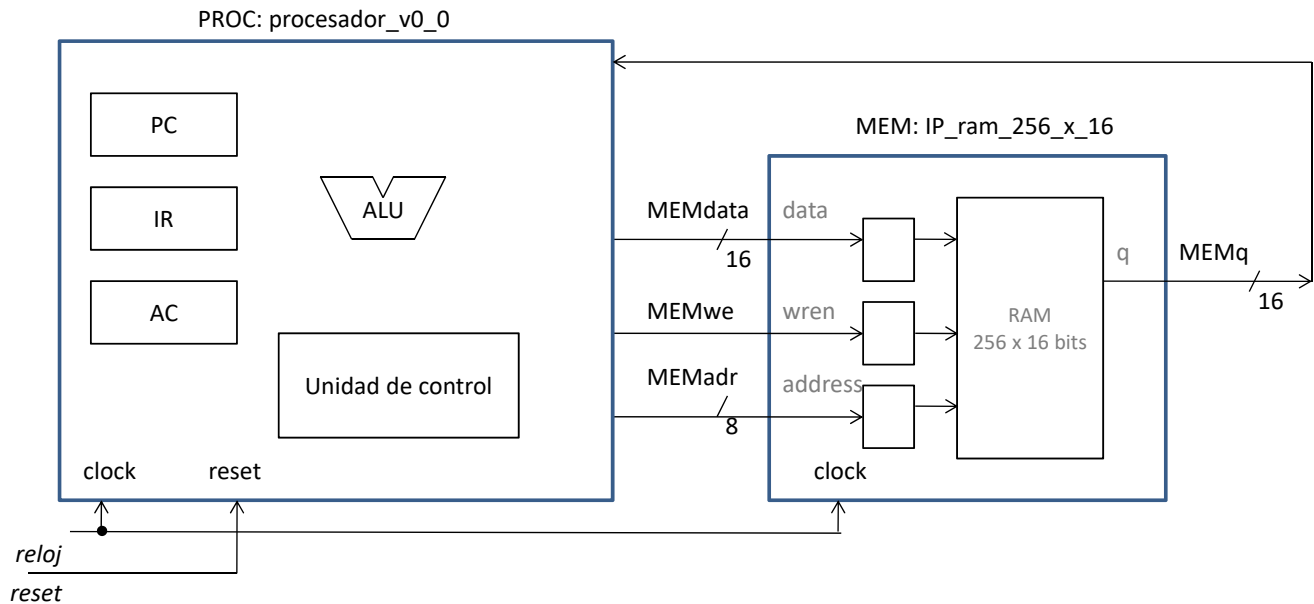 PROC: procesador_v0_0
PC
IR
AC
ALU
Unidad de control
clock
reset
reloj
reset
MEMdata
16
MEMwe
MEMadr
8
MEM: IP_ram_256_x_16
data
wren
address
clock
RAM
256 x 16 bits
q
MEMq
16